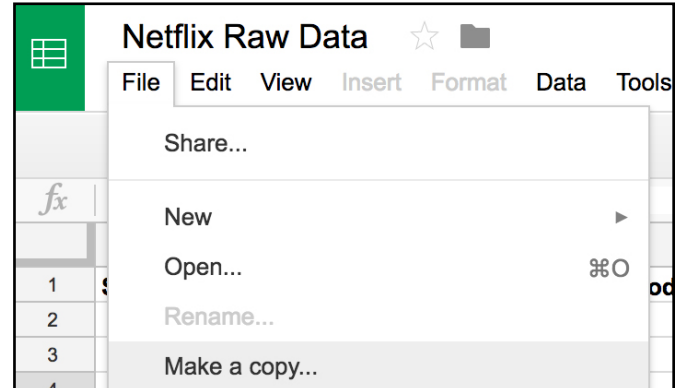 Netflix Raw Data
File Edit View Insert Format Data Tools
Share...
fx
New ►
Open... ⌘O
1
2
Rename...
3
Make a copy...